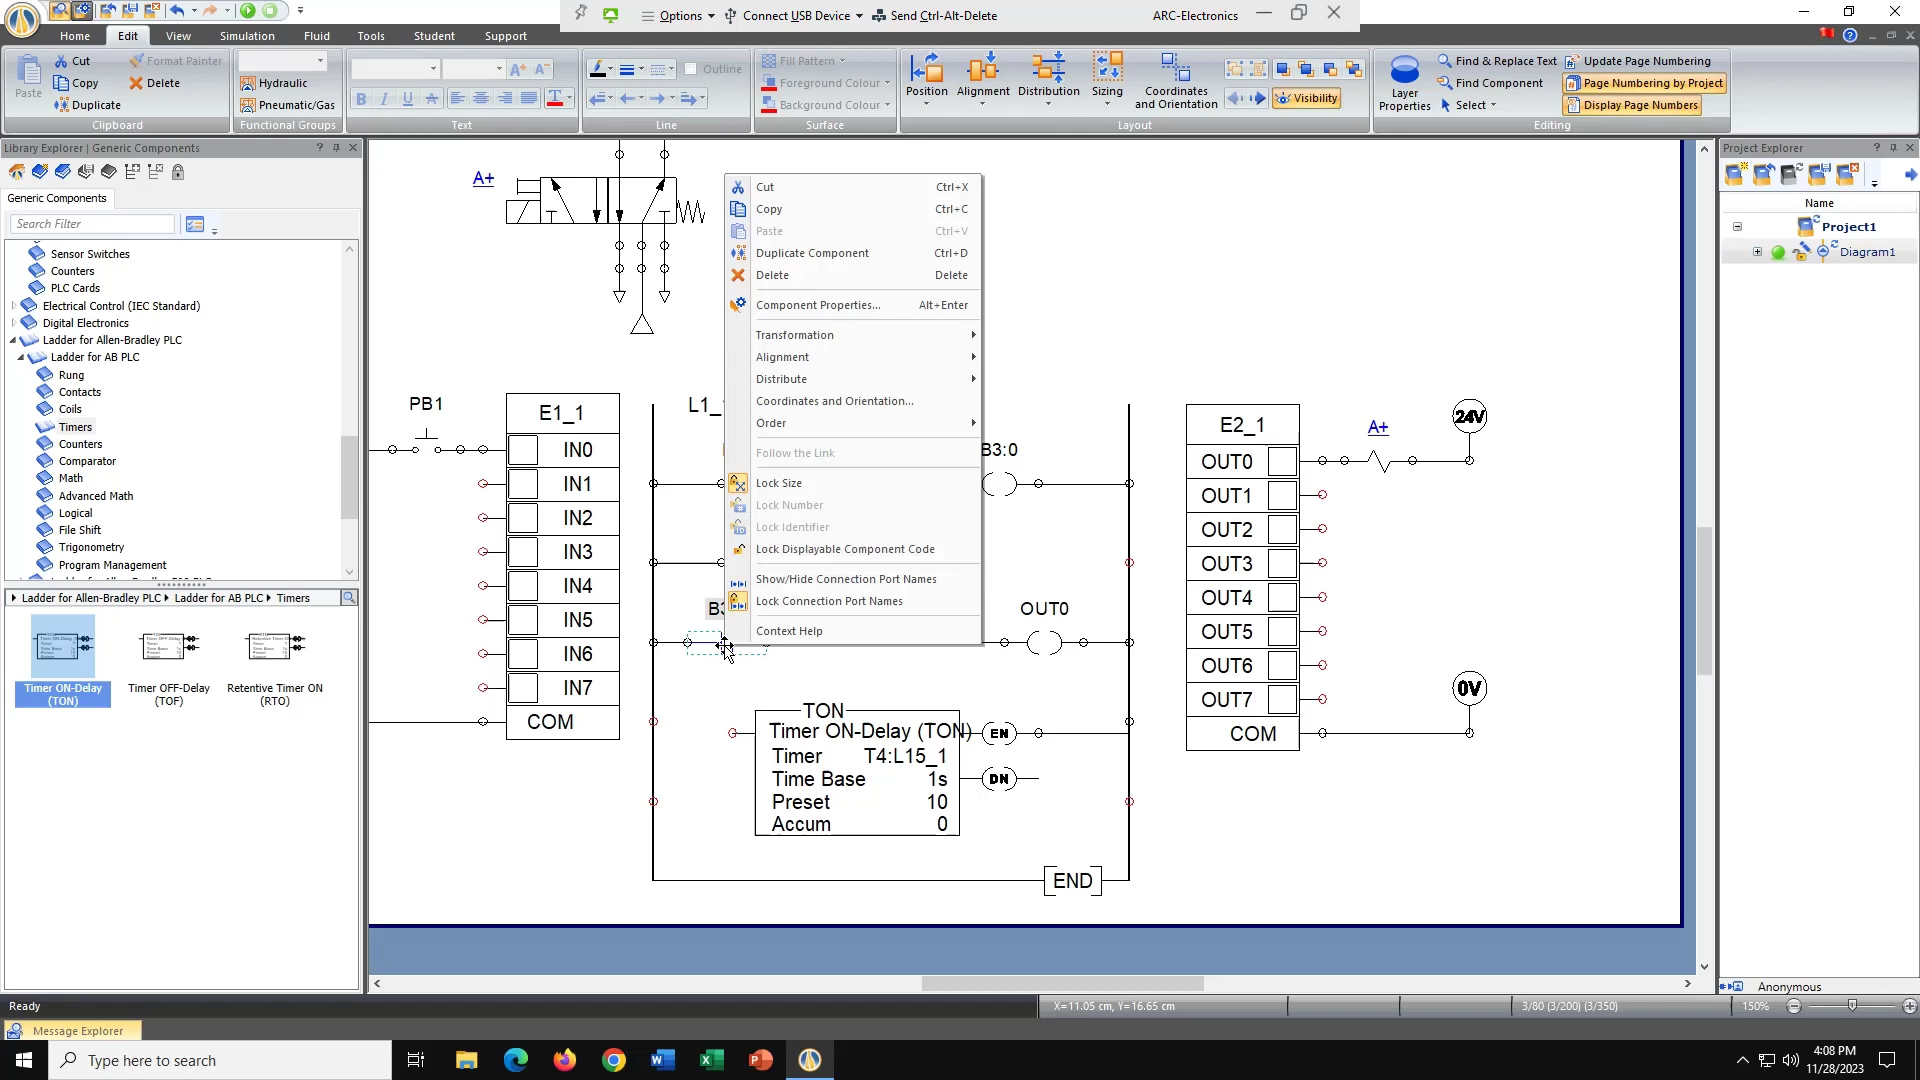 Options
Connect USB Device
Send Ctrl-Alt-Delete
ARC-Electronics
Home
Edit
View
Simulation
Fluid
Tools
Student
Support
Paste
Cut
Copy
Duplicate
Format Painter
Delete
Clipboard
Hydraulic
Pneumatic/Gas
Functional Groups
Text
Outline
Line
Fill Pattern
Foreground Colour
Background Colour
Surface
Position
Alignment
Distribution
Sizing
Coordinates and Orientation
Visibility
Layout
Layer Properties
Find & Replace Text
Find Component
Select
Update Page Numbering
Page Numbering by Project
Display Page Numbers
Editing
Library Explorer | Generic Components
Generic Components
Search Filter
Sensor Switches
Counters
PLC Cards
Electrical Control (IEC Standard)
Digital Electronics
Ladder for Allen-Bradley PLC
Ladder for AB PLC
Rung
Contacts
Coils
Timers
Counters
Comparator
Math
Advanced Math
Logical
File Shift
Trigonometry
Program Management
Ladder for Allen-Bradley PLC
Ladder for AB PLC
Timers
Timer ON-Delay (TON)
Timer OFF-Delay (TOF)
Retentive Timer ON (RTO)
A+
Cut Ctrl+X
Copy Ctrl+C
Paste Ctrl+V
Duplicate Component Ctrl+D
Delete Delete
Component Properties... Alt+Enter
Transformation
Alignment
Distribute
Coordinates and Orientation...
Order
Follow the Link
Lock Size
Lock Number
Lock Identifier
Lock Displayable Component Code
Show/Hide Connection Port Names
Lock Connection Port Names
Context Help
PB1
E1_1
IN0
IN1
IN2
IN3
IN4
IN5
IN6
IN7
COM
L1_
B3:0
OUT0
TON
Timer ON-Delay (TON)
Timer T4:L15_1
Time Base 1s
Preset 10
Accum 0
EN
DN
END
E2_1
OUT0
OUT1
OUT2
OUT3
OUT4
OUT5
OUT6
OUT7
COM
A+
24V
0V
Project Explorer
Name
Project1
Diagram1
Anonymous
Ready
X=11.05 cm, Y=16.65 cm
3/80 (3/200) (3/350)
150%
Message Explorer
Type here to search
4:08 PM
11/28/2023